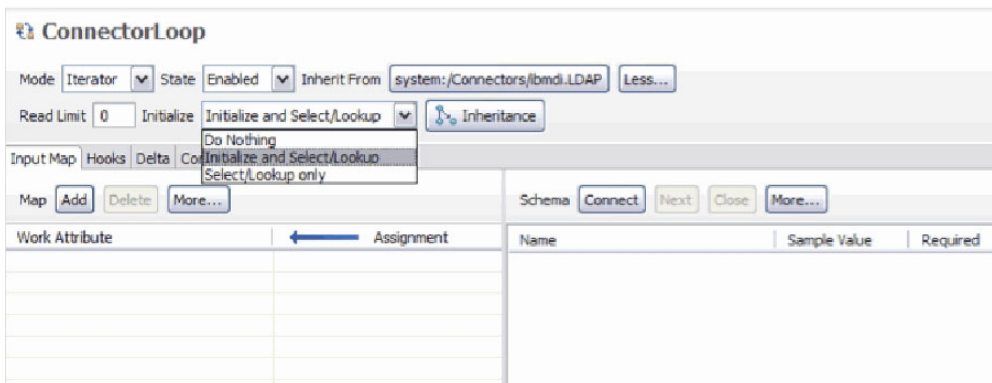 ConnectorLoop
Mode Iterator State Enabled Inherit From system:/Connectors/ibmdi.LDAP Less...
Read Limit 0 Initialize Initialize and Select/Lookup Inheritance
Do Nothing
Initialize and Select/Lookup
Select/Lookup only
Input Map Hooks Delta Co
Map Add Delete More...
Schema Connect Next Close More...
Work Attribute Assignment
Name Sample Value Required